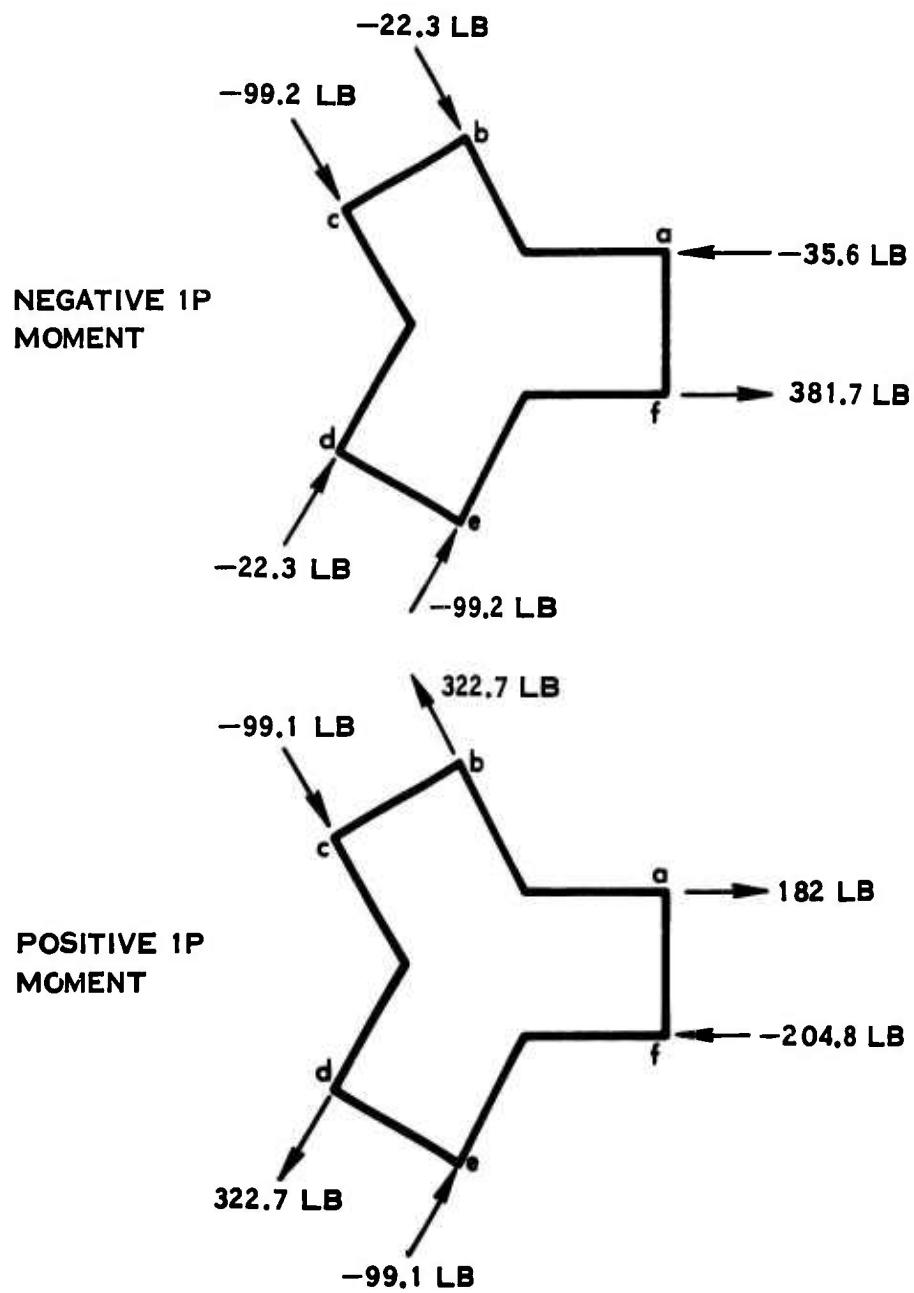 −22.3 LB
−99.2 LB
b
c
a
−35.6 LB
NEGATIVE 1P
MOMENT
381.7 LB
f
d
e
−22.3 LB
−99.2 LB
322.7 LB
−99.1 LB
b
c
a
182 LB
POSITIVE 1P
MOMENT
−204.8 LB
f
d
e
322.7 LB
−99.1 LB